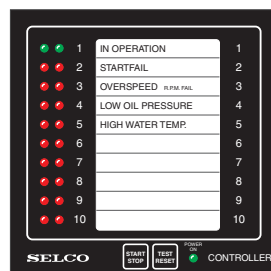 1 IN OPERATION 1
2 STARTFAIL 2
3 OVERSPEED R.P.M. FAIL 3
4 LOW OIL PRESSURE 4
5 HIGH WATER TEMP. 5
6 6
7 7
8 8
9 9
10 10
SELCO START STOP TEST RESET POWER ON CONTROLLER